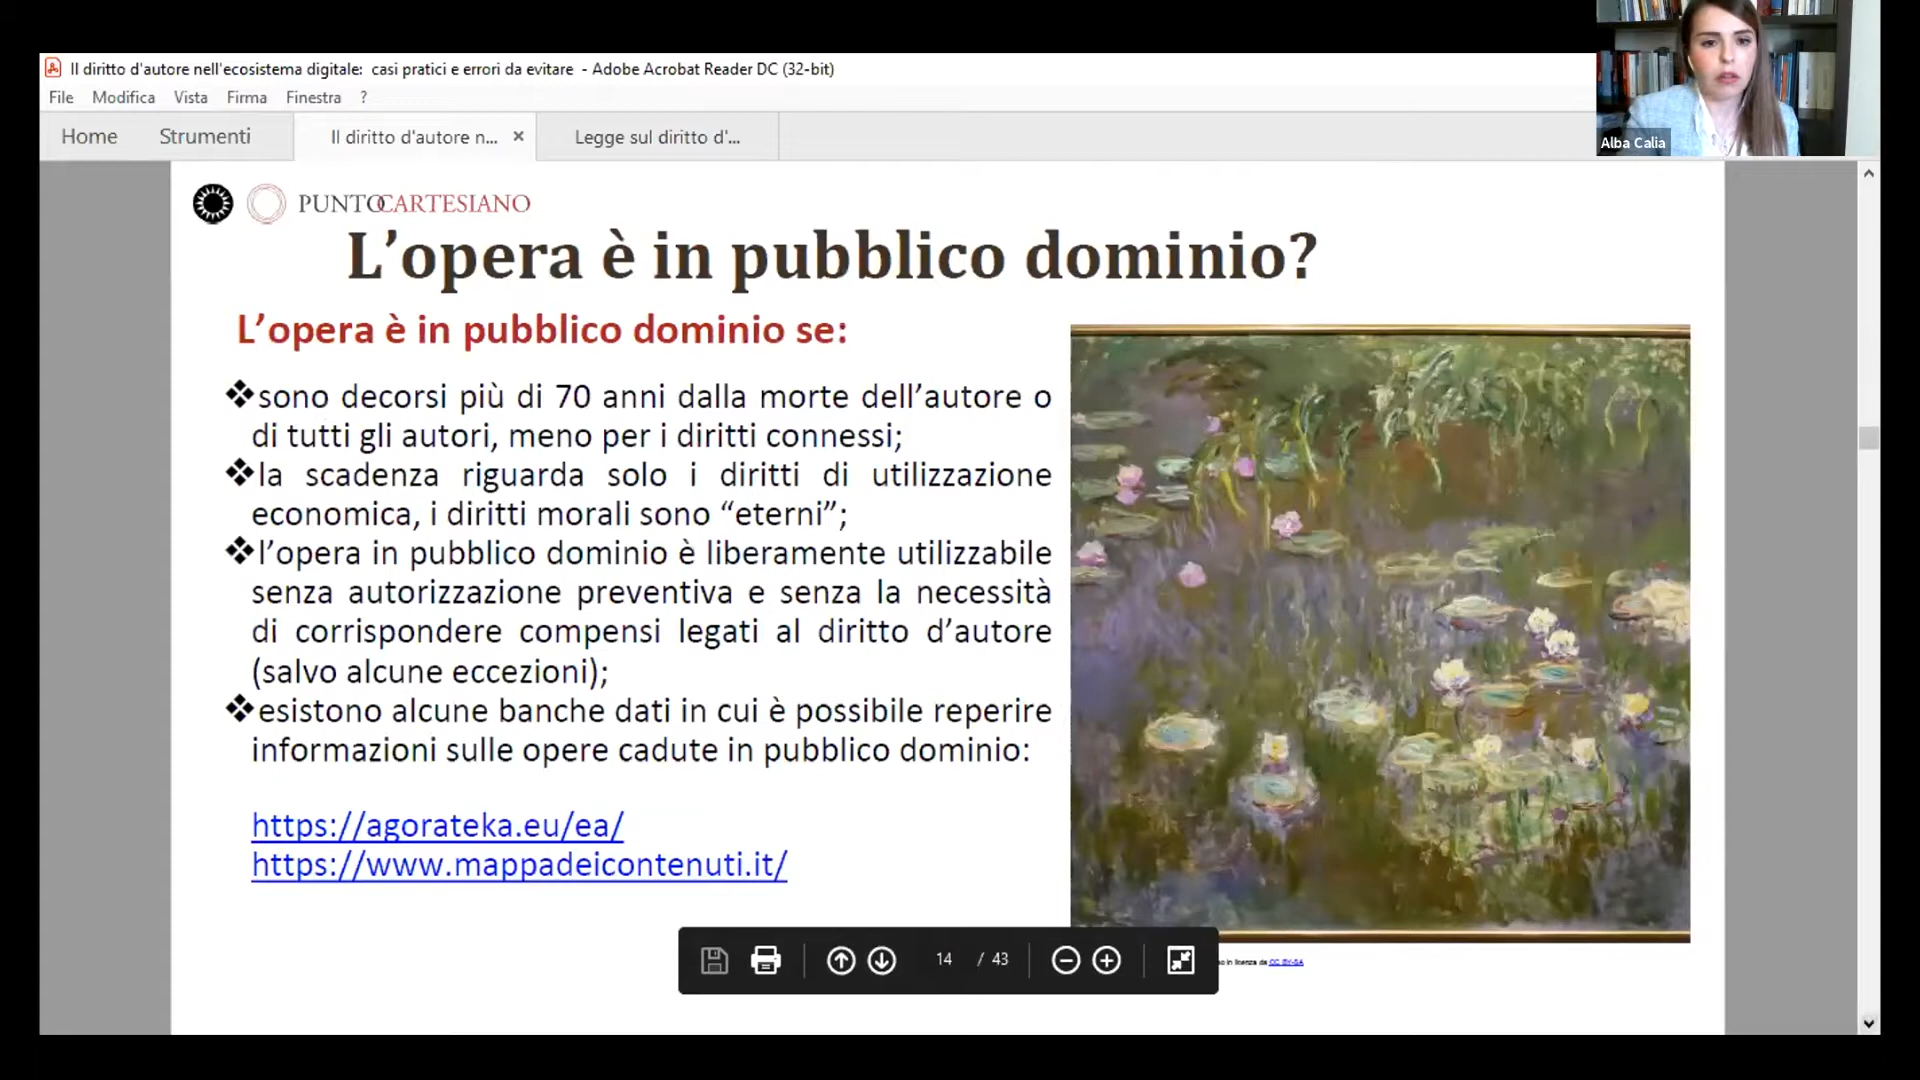 Il diritto d'autore nell'ecosistema digitale: casi pratici e errori da evitare - Adobe Acrobat Reader DC (32-bit)
File Modifica Vista Firma Finestra ?
Home Strumenti Il diritto d'autore n... × Legge sul diritto d'...
Alba Calia
PUNTOCARTESIANO
L’opera è in pubblico dominio?
L’opera è in pubblico dominio se:
❖sono decorsi più di 70 anni dalla morte dell’autore o
di tutti gli autori, meno per i diritti connessi;
❖la scadenza riguarda solo i diritti di utilizzazione
economica, i diritti morali sono “eterni”;
❖l’opera in pubblico dominio è liberamente utilizzabile
senza autorizzazione preventiva e senza la necessità
di corrispondere compensi legati al diritto d’autore
(salvo alcune eccezioni);
❖esistono alcune banche dati in cui è possibile reperire
informazioni sulle opere cadute in pubblico dominio:
https://agorateka.eu/ea/
https://www.mappadeicontenuti.it/
14 / 43
in licenza da CC BY-SA